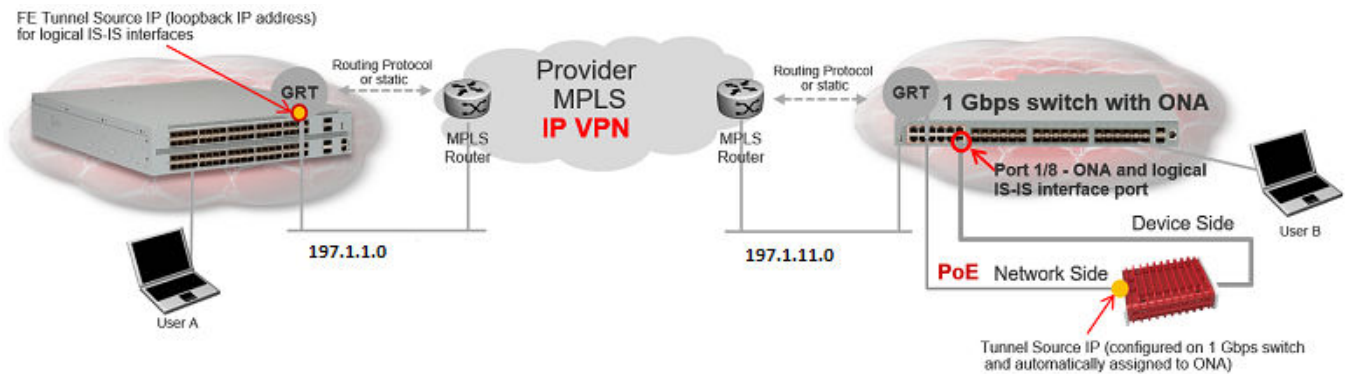 FE Tunnel Source IP (loopback IP address)
for logical IS-IS interfaces
GRT
Routing Protocol
or static
MPLS
Router
Provider
MPLS
IP VPN
Routing Protocol
or static
MPLS
Router
GRT
1 Gbps switch with ONA
Port 1/8 - ONA and logical
IS-IS interface port
User A
197.1.1.0
197.1.11.0
Device Side
User B
PoE Network Side
Tunnel Source IP (configured on 1 Gbps switch
and automatically assigned to ONA)